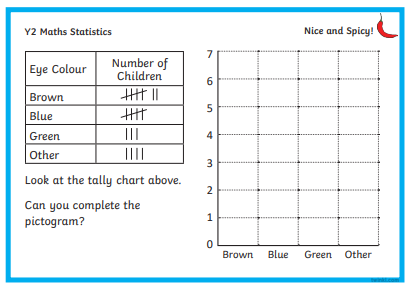 Y2 Maths Statistics
Nice and Spicy!
Eye Colour
Number of
Children
Brown
Blue
Green
Other
Look at the tally chart above.
Can you complete the
pictogram?
7
6
5
4
3
2
1
0
Brown Blue Green Other